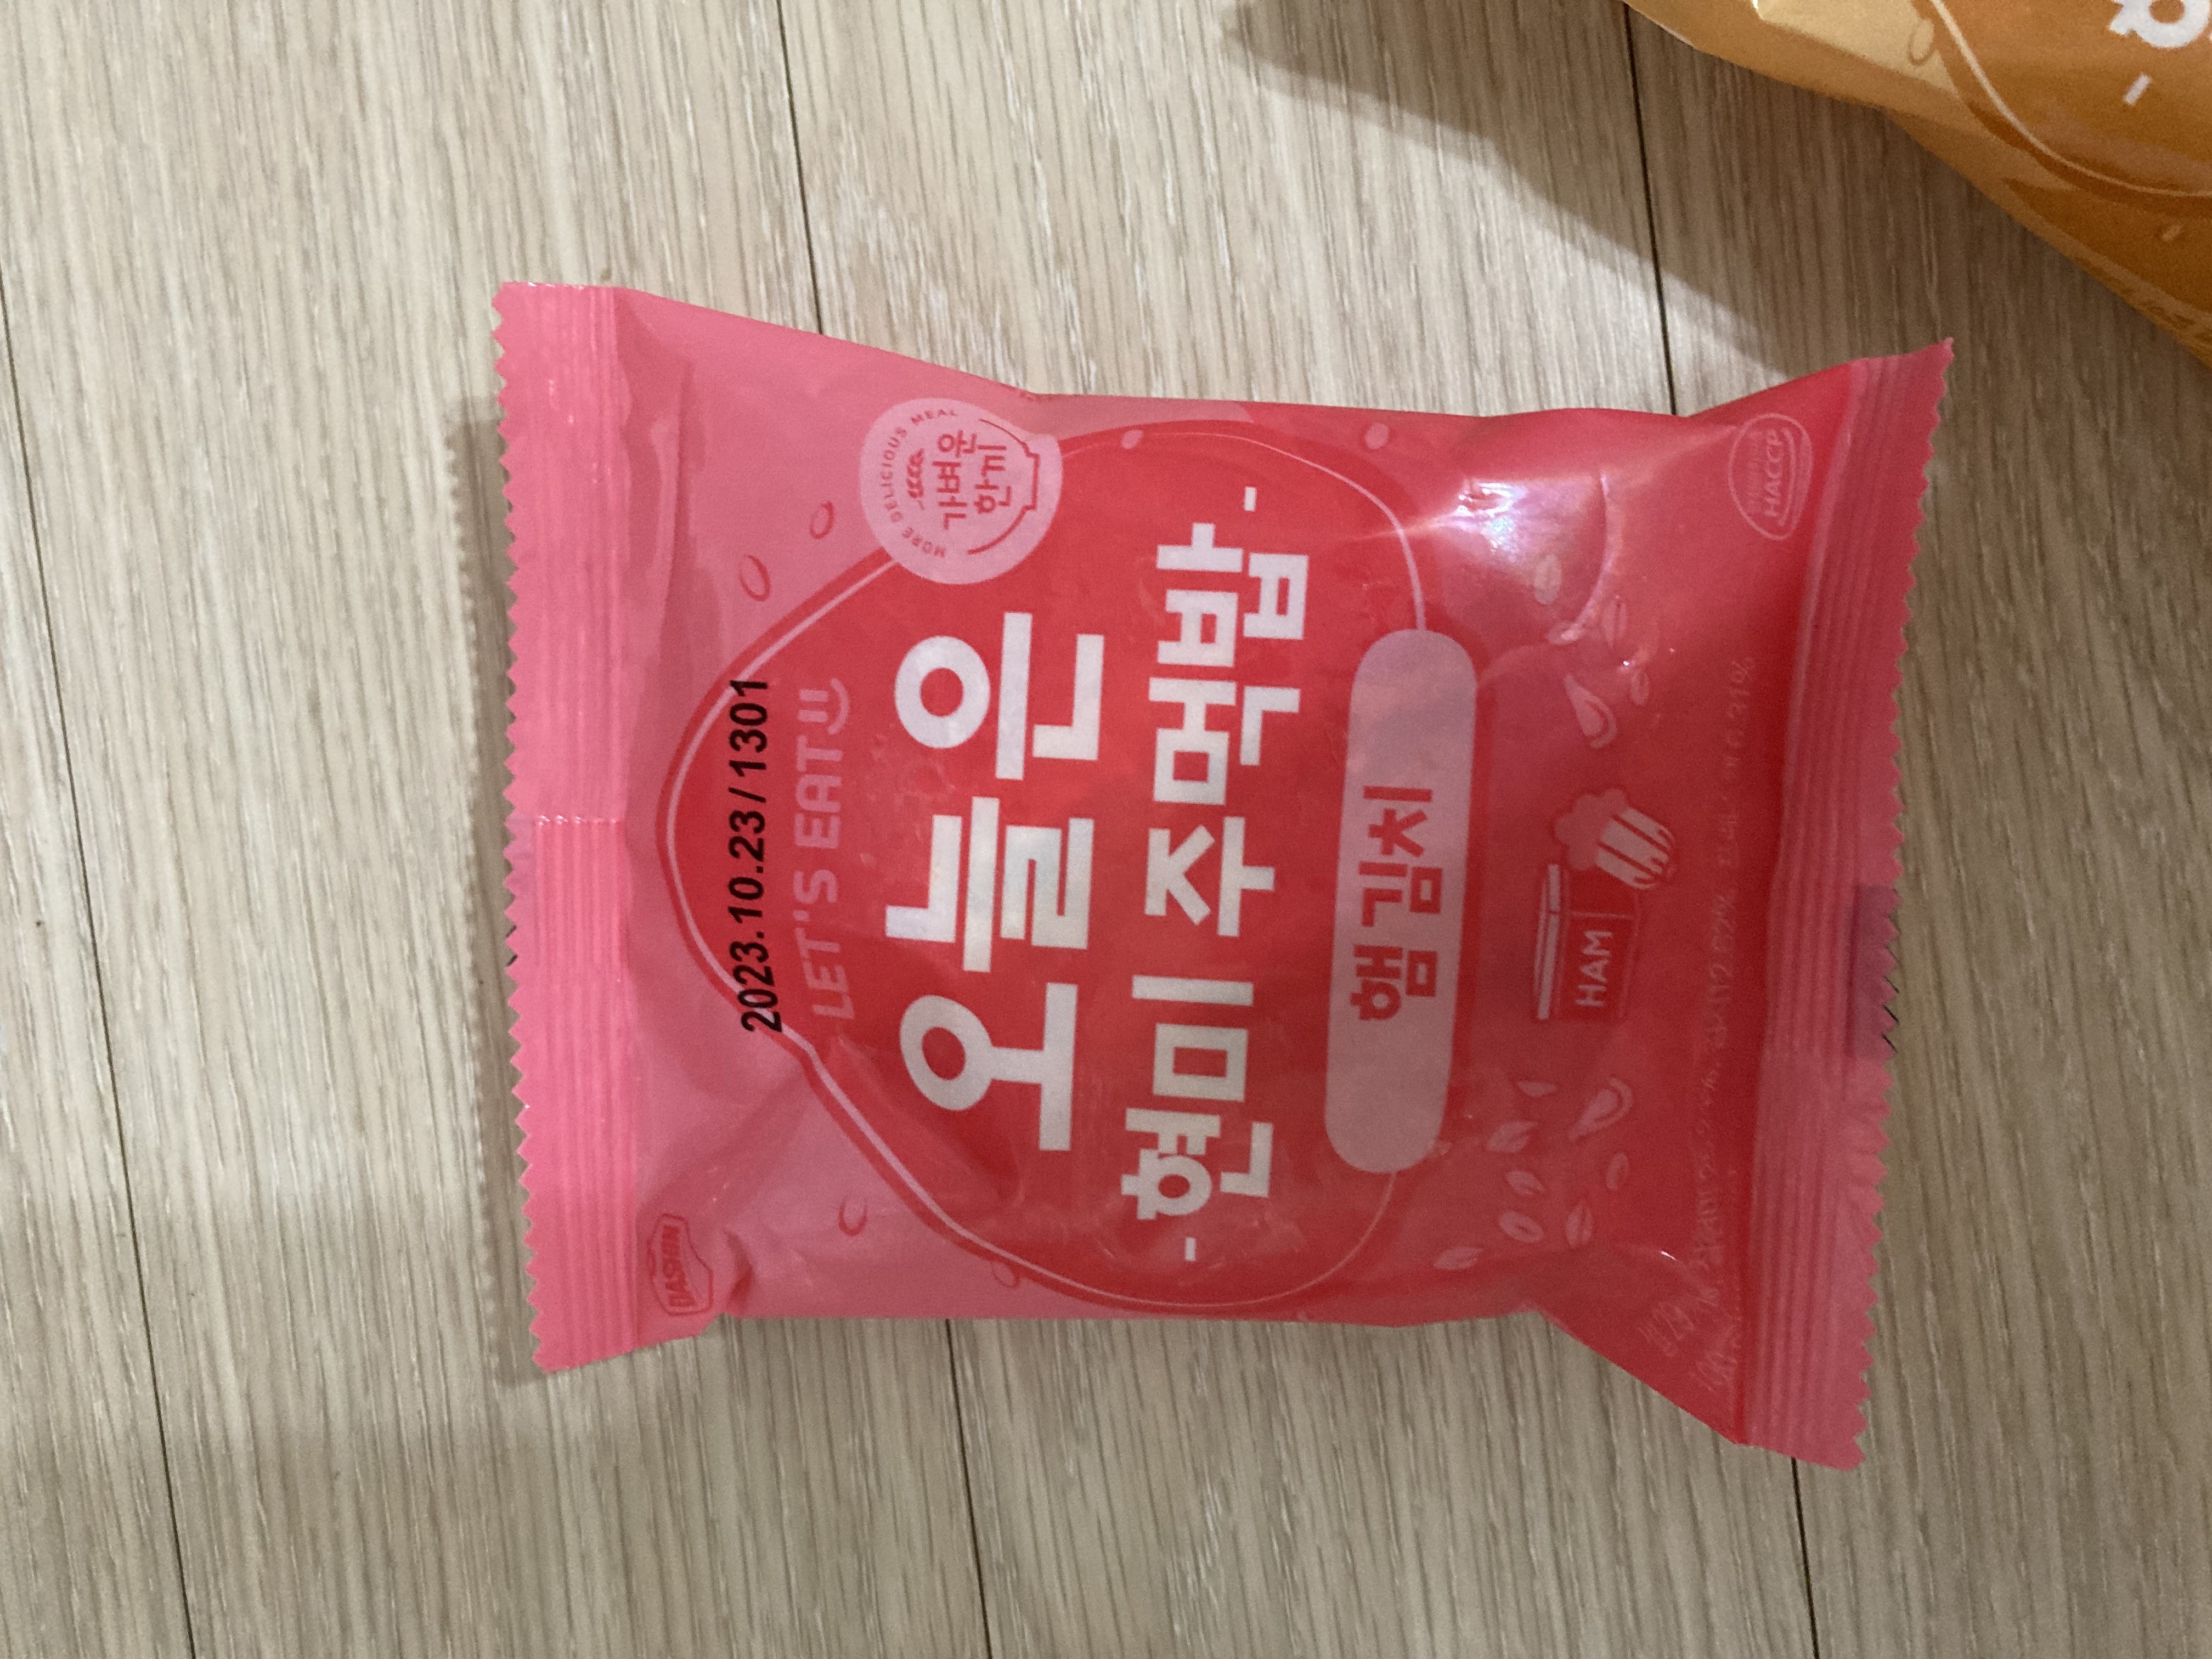 DASHIN
MORE DELICIOUS MEAL
가벼운
한끼
2023.10.23/1301
LET'S EAT
오늘은
현미주먹밥
햄김치
HAM
HACCP